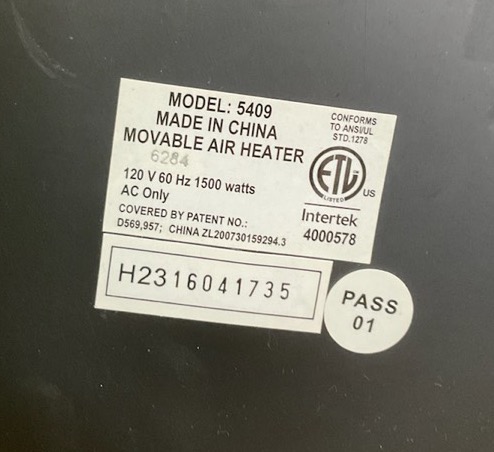 MODEL: 5409
MADE IN CHINA
MOVABLE AIR HEATER
6284
120 V 60 Hz 1500 watts
AC Only
COVERED BY PATENT NO.:
D569,957; CHINA ZL200730159294.3
CONFORMS
TO ANSI/UL
STD.1278
ETL
LISTED
US
Intertek
4000578
H2316041735
PASS
01